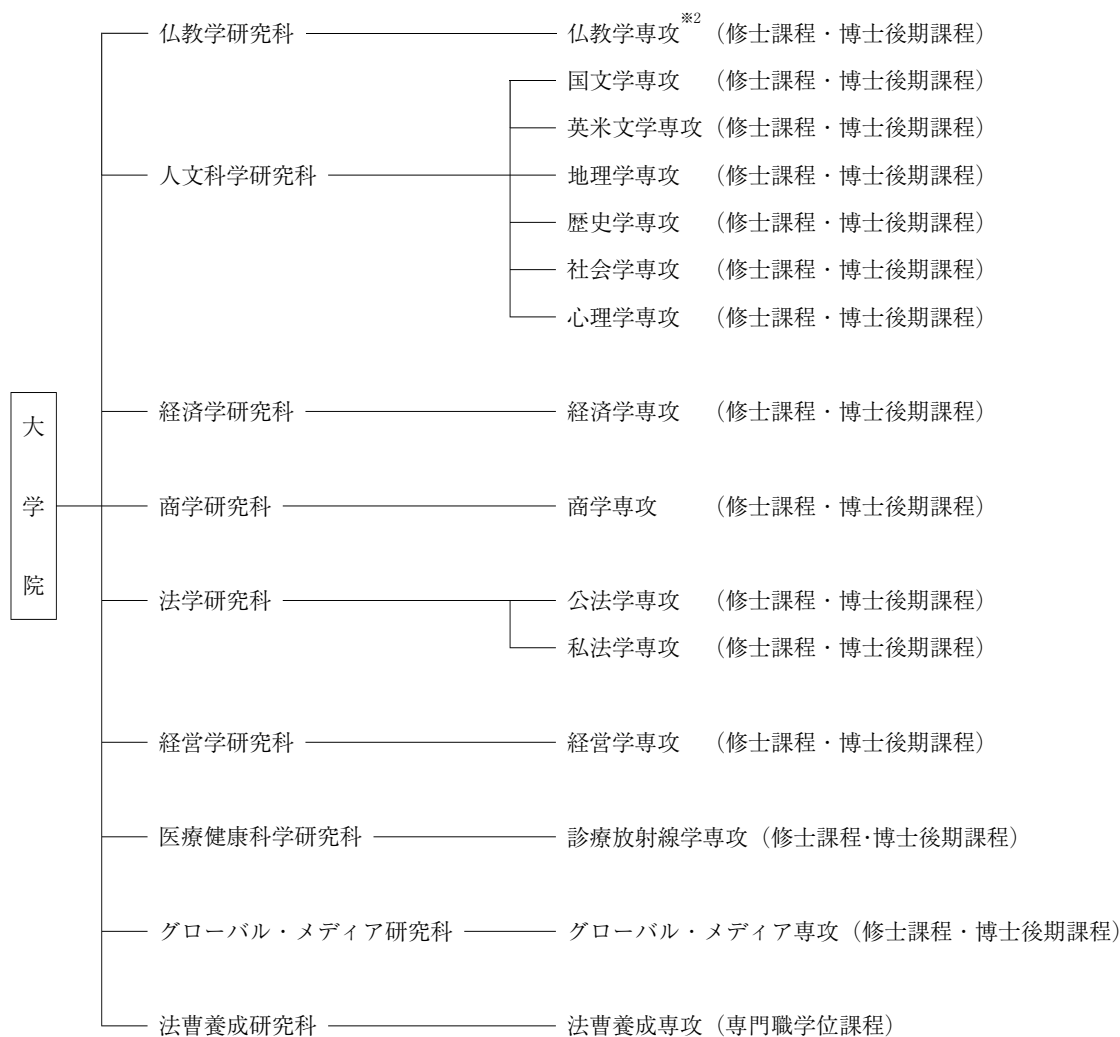 仏教学研究科 仏教学専攻※2（修士課程・博士後期課程）
国文学専攻（修士課程・博士後期課程）
英米文学専攻（修士課程・博士後期課程）
人文科学研究科 地理学専攻（修士課程・博士後期課程）
歴史学専攻（修士課程・博士後期課程）
社会学専攻（修士課程・博士後期課程）
心理学専攻（修士課程・博士後期課程）
大学院
経済学研究科 経済学専攻（修士課程・博士後期課程）
商学研究科 商学専攻（修士課程・博士後期課程）
法学研究科 公法学専攻（修士課程・博士後期課程）
私法学専攻（修士課程・博士後期課程）
経営学研究科 経営学専攻（修士課程・博士後期課程）
医療健康科学研究科 診療放射線学専攻（修士課程・博士後期課程）
グローバル・メディア研究科 グローバル・メディア専攻（修士課程・博士後期課程）
法曹養成研究科 法曹養成専攻（専門職学位課程）